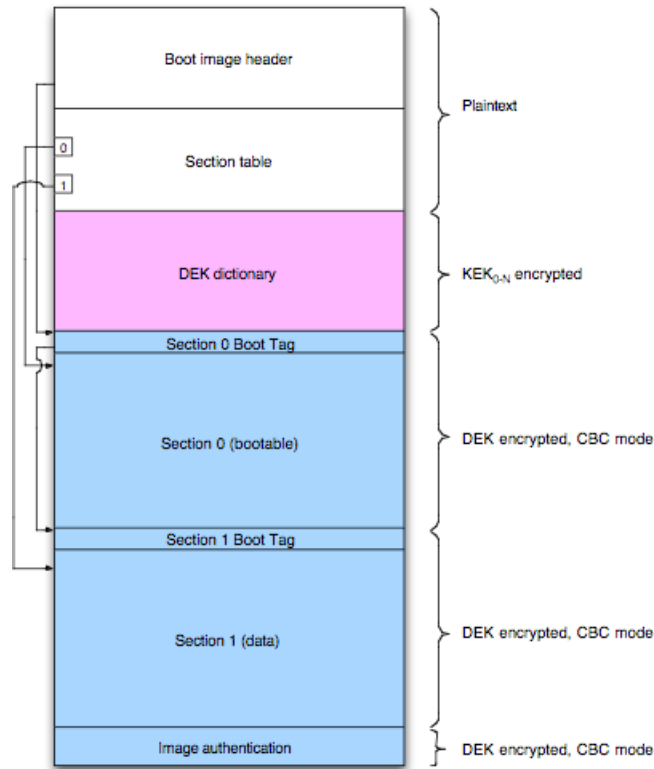 Boot image header
Plaintext
0
Section table
1
DEK dictionary
KEK0-N encrypted
Section 0 Boot Tag
Section 0 (bootable)
DEK encrypted, CBC mode
Section 1 Boot Tag
Section 1 (data)
DEK encrypted, CBC mode
Image authentication
DEK encrypted, CBC mode